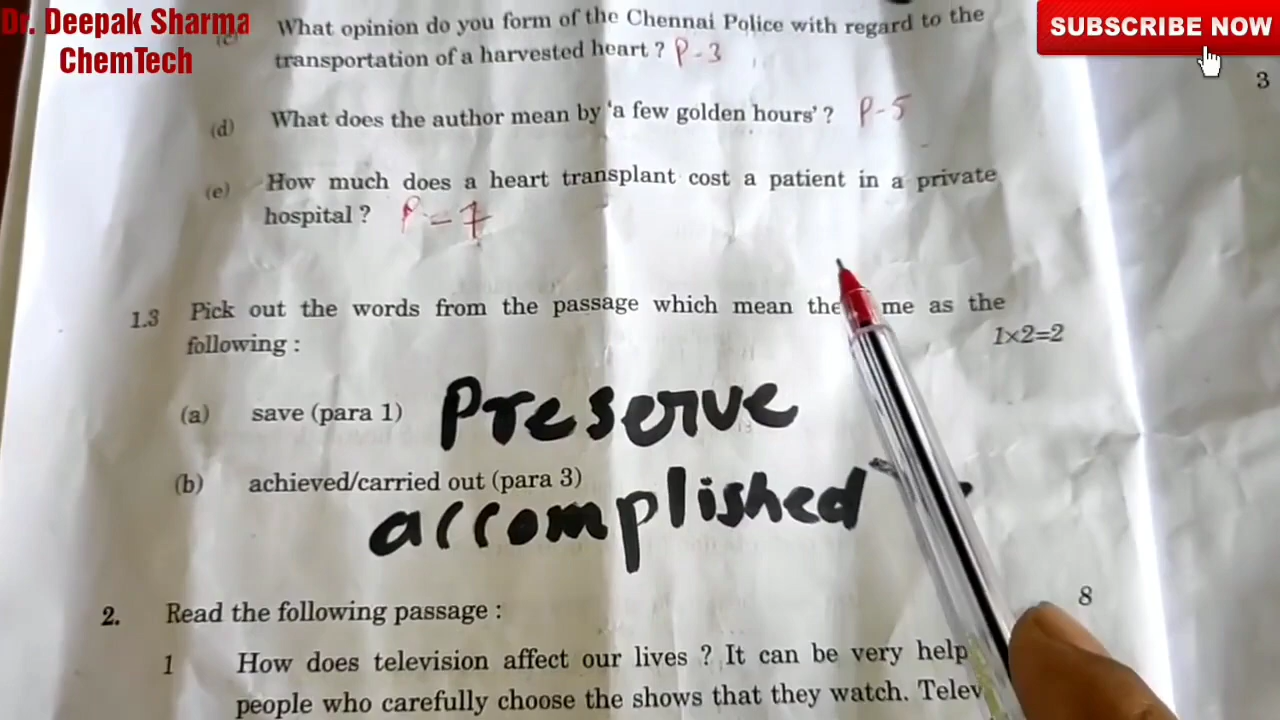 Dr. Deepak Sharma
ChemTech
SUBSCRIBE NOW
3
(c) What opinion do you form of the Chennai Police with regard to the
transportation of a harvested heart ? P-3
(d) What does the author mean by 'a few golden hours' ? P-5
(e) How much does a heart transplant cost a patient in a private
hospital ? P=7
1.3 Pick out the words from the passage which mean the me as the
following : 1x2=2
(a) save (para 1) Preserve
(b) achieved/carried out (para 3)
accomplished
8
2. Read the following passage :
1 How does television affect our lives ? It can be very help
people who carefully choose the shows that they watch. Telev